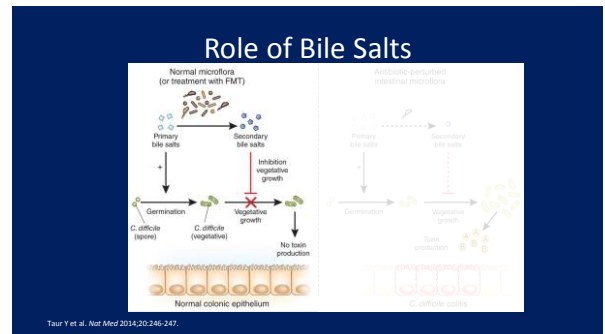 Role of Bile Salts
Normal microflora
(or treatment with FMT)
Primary
bile salts
Secondary
bile salts
Inhibition
vegetative
growth
+
Germination
Vegetative
growth
C. difficile
(spore)
C. difficile
(vegetative)
No toxin
production
Normal colonic epithelium
Antibiotic-perturbed
intestinal microflora
Primary
bile salts
Secondary
bile salts
+
Germination
Vegetative
growth
Toxin
production
C. difficile colitis
Taur Y et al. Nat Med 2014;20:246-247.